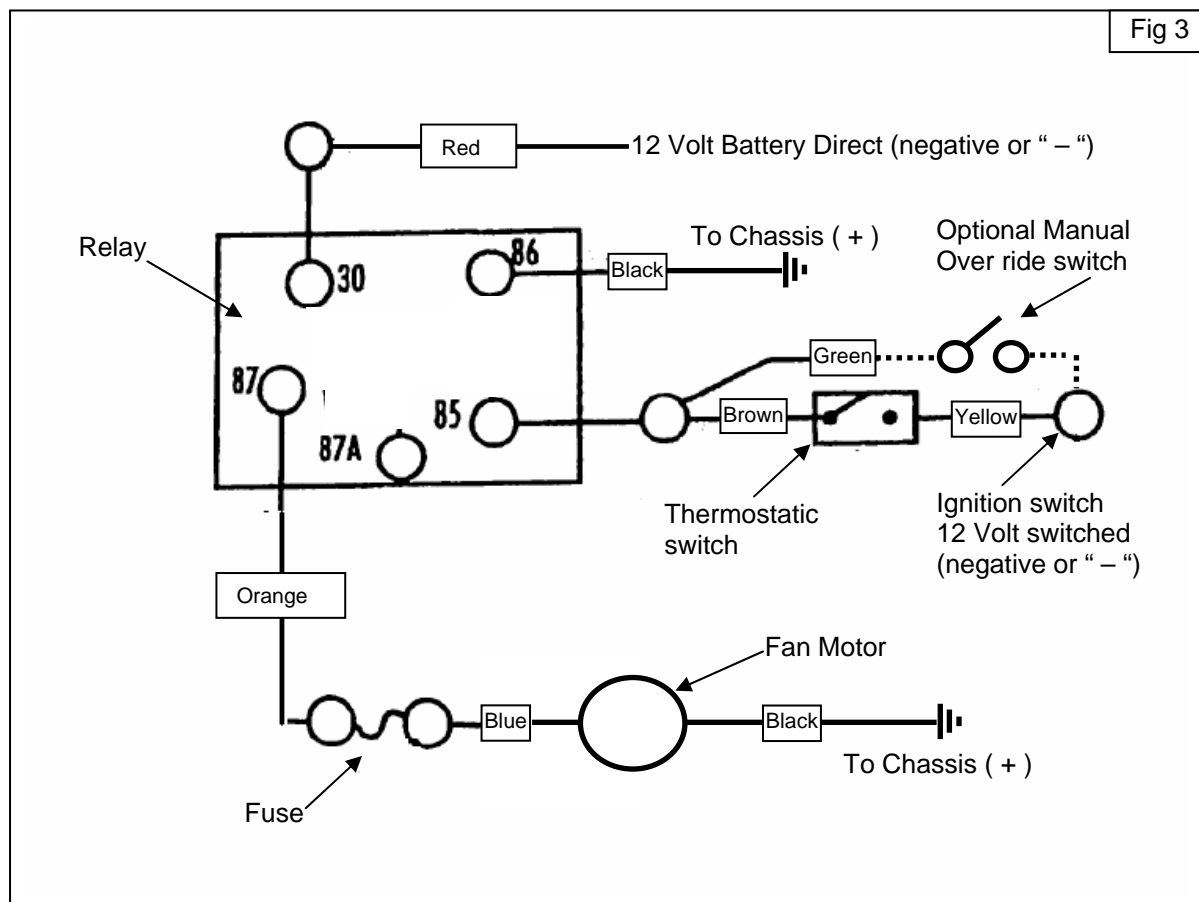 Fig 3
Red
12 Volt Battery Direct (negative or “ – “)
Relay
30
86
Black
To Chassis ( + )
Optional Manual
Over ride switch
Green
87
87A
85
Brown
Yellow
Thermostatic
switch
Ignition switch
12 Volt switched
(negative or “ – “)
Orange
Fan Motor
Blue
Black
To Chassis ( + )
Fuse